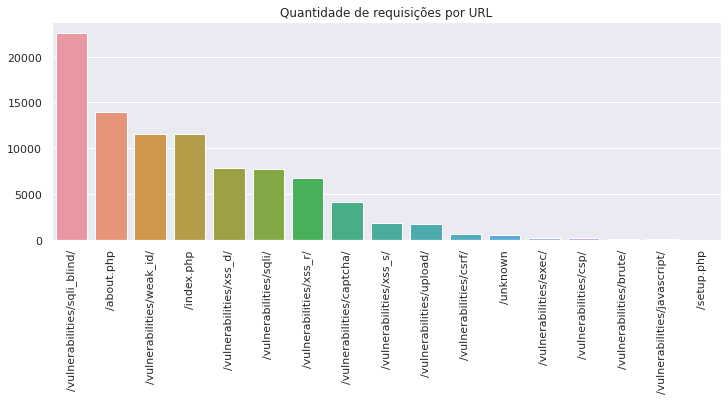 Quantidade de requisições por URL
20000
15000
10000
5000
0
/vulnerabilities/sqli_blind/
/about.php
/vulnerabilities/weak_id/
/index.php
/vulnerabilities/xss_d/
/vulnerabilities/sqli/
/vulnerabilities/xss_r/
/vulnerabilities/captcha/
/vulnerabilities/xss_s/
/vulnerabilities/upload/
/vulnerabilities/csrf/
/unknown
/vulnerabilities/exec/
/vulnerabilities/csp/
/vulnerabilities/brute/
/vulnerabilities/javascript/
/setup.php